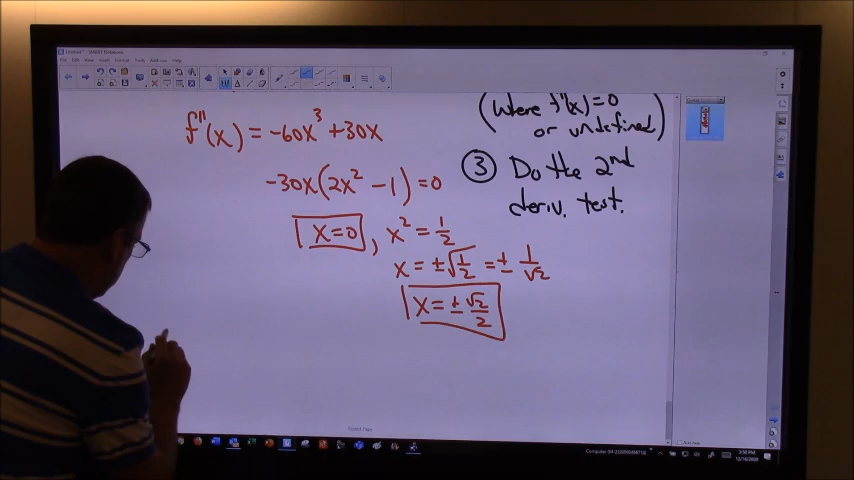 (where f''(x)=0
or undefined)
③ Do the 2nd
deriv. test.
f''(x) = -60x³ +30x
-30x(2x² -1)=0
x=0, x² = 1/2
x = ±√(1/2) = ± 1/√2
x = ± √2/2